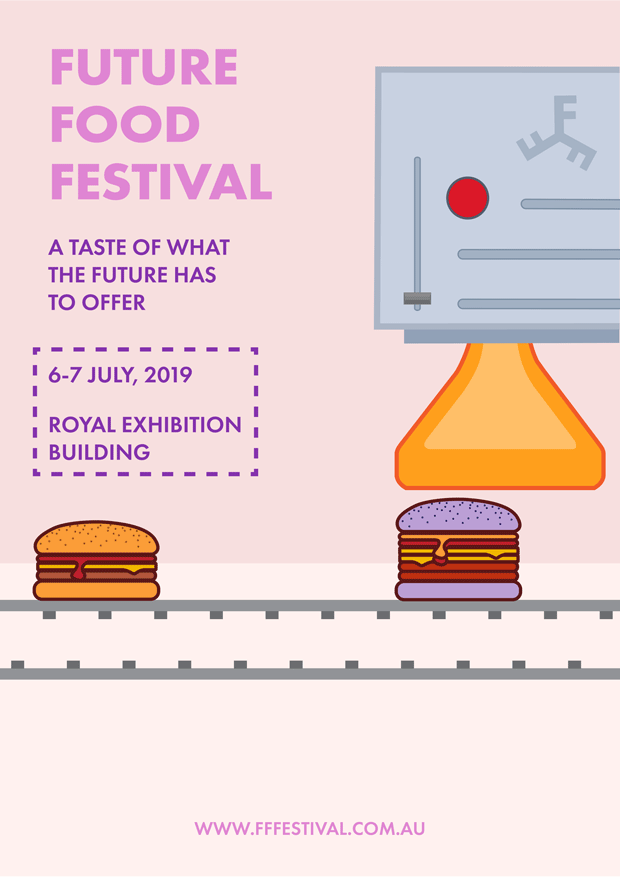 FUTURE
FOOD
FESTIVAL
A TASTE OF WHAT
THE FUTURE HAS
TO OFFER
6-7 JULY, 2019
ROYAL EXHIBITION
BUILDING
F F F
WWW.FFFESTIVAL.COM.AU